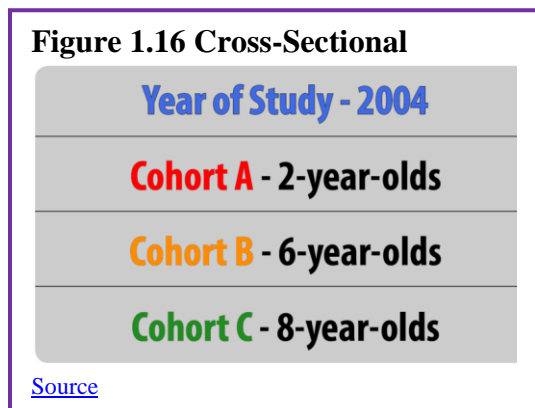 Figure 1.16 Cross-Sectional
Year of Study - 2004
Cohort A - 2-year-olds
Cohort B - 6-year-olds
Cohort C - 8-year-olds
Source